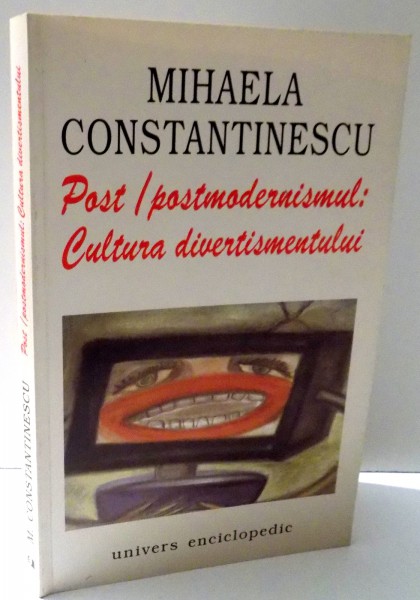 MIHAELA
CONSTANTINESCU
Post / postmodernismul:
Cultura divertismentului
univers enciclopedic
M. CONSTANTINESCU Post / postmodernismul: Cultura divertismentului